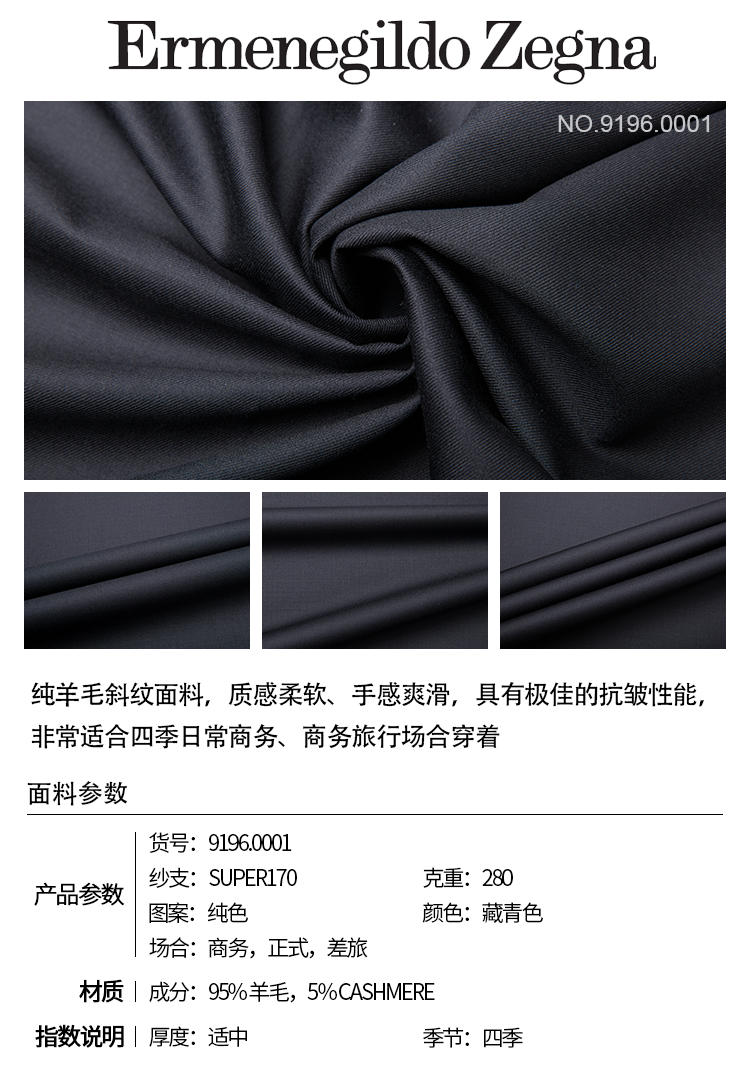 Ermenegildo Zegna
NO.9196.0001
纯羊毛斜纹面料，质感柔软、手感爽滑，具有极佳的抗皱性能，
非常适合四季日常商务、商务旅行场合穿着
面料参数
产品参数
货号：9196.0001
纱支：SUPER170 克重：280
图案：纯色 颜色：藏青色
场合：商务，正式，差旅
材质 成分：95%羊毛，5%CASHMERE
指数说明 厚度：适中 季节：四季